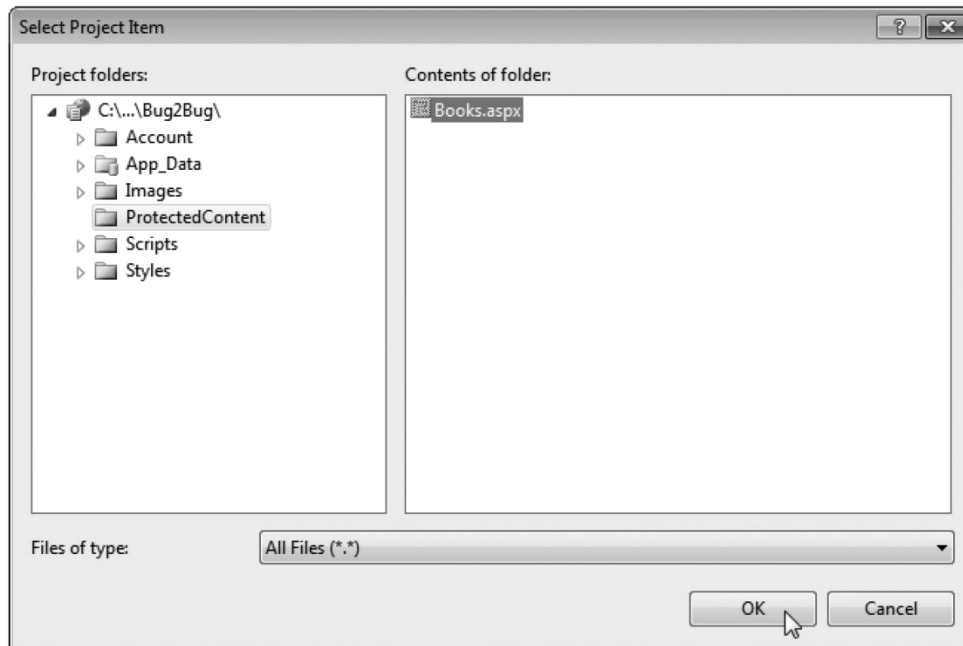 Select Project Item
Project folders:
Contents of folder:
C:\...\Bug2Bug\
Account
App_Data
Images
ProtectedContent
Scripts
Styles
Books.aspx
Files of type:
All Files (*.*)
OK
Cancel